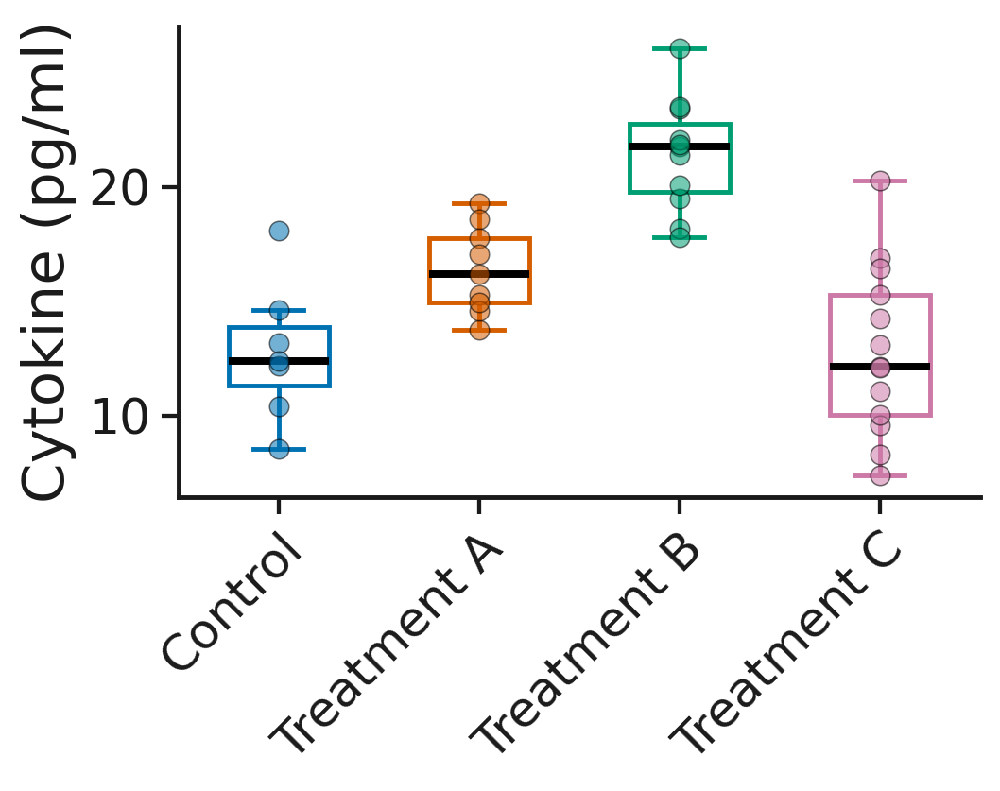 Cytokine (pg/ml)
20
10
Control
Treatment A
Treatment B
Treatment C